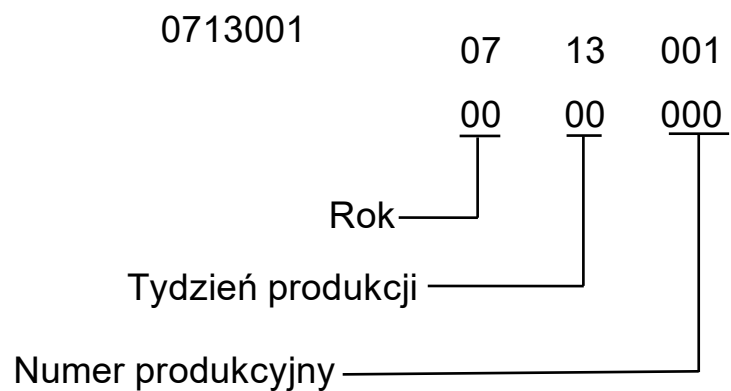 0713001
07 13 001
00 00 000
Rok
Tydzień produkcji
Numer produkcyjny